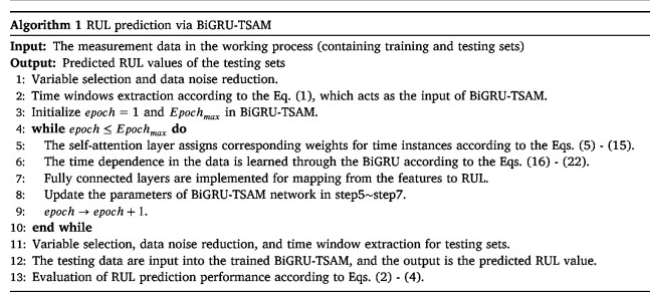 Algorithm 1 RUL prediction via BiGRU-TSAM
Input: The measurement data in the working process (containing training and testing sets)
Output: Predicted RUL values of the testing sets
1: Variable selection and data noise reduction.
2: Time windows extraction according to the Eq. (1), which acts as the input of BiGRU-TSAM.
3: Initialize epoch = 1 and Epochmax in BiGRU-TSAM.
4: while epoch ≤ Epochmax do
5: The self-attention layer assigns corresponding weights for time instances according to the Eqs. (5) - (15).
6: The time dependence in the data is learned through the BiGRU according to the Eqs. (16) - (22).
7: Fully connected layers are implemented for mapping from the features to RUL.
8: Update the parameters of BiGRU-TSAM network in step5~step7.
9: epoch → epoch + 1.
10: end while
11: Variable selection, data noise reduction, and time window extraction for testing sets.
12: The testing data are input into the trained BiGRU-TSAM, and the output is the predicted RUL value.
13: Evaluation of RUL prediction performance according to Eqs. (2) - (4).